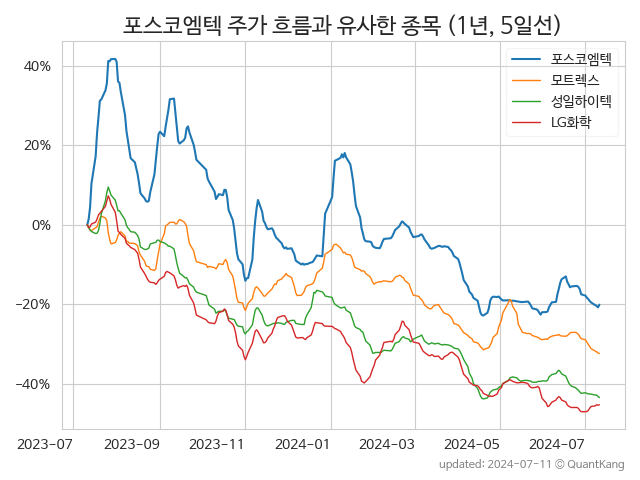 포스코엠텍 주가 흐름과 유사한 종목 (1년, 5일선)
포스코엠텍
모트렉스
성일하이텍
LG화학
40%
20%
0%
−20%
−40%
2023-07 2023-09 2023-11 2024-01 2024-03 2024-05 2024-07
updated: 2024-07-11 © QuantKang